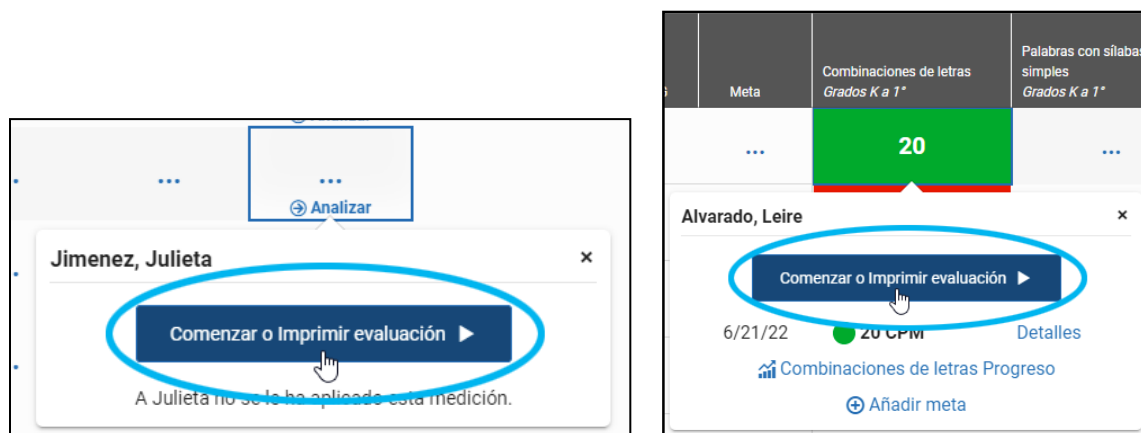 ... ...
Analizar
Jimenez, Julieta ×
Comenzar o Imprimir evaluación ▶
A Julieta no se le ha aplicado esta medición.
Meta
Combinaciones de letras
Grados K a 1°
Palabras con sílabas
simples
Grados K a 1°
... 20 ...
Alvarado, Leire ×
Comenzar o Imprimir evaluación ▶
6/21/22 20 CPM Detalles
Combinaciones de letras Progreso
Añadir meta